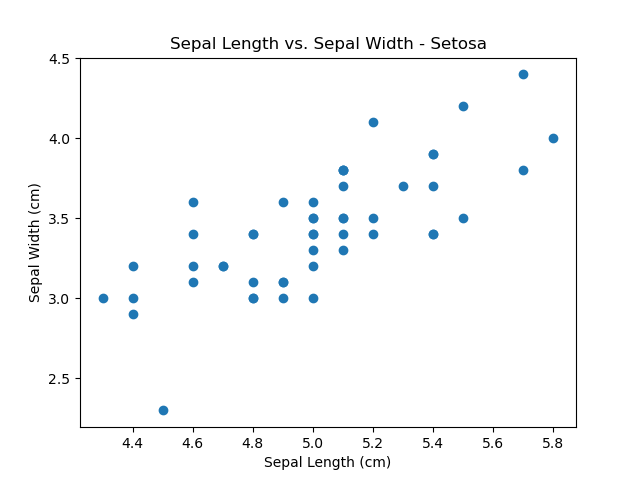 Sepal Length vs. Sepal Width - Setosa
4.5
4.0
3.5
3.0
2.5
Sepal Width (cm)
4.4 4.6 4.8 5.0 5.2 5.4 5.6 5.8
Sepal Length (cm)